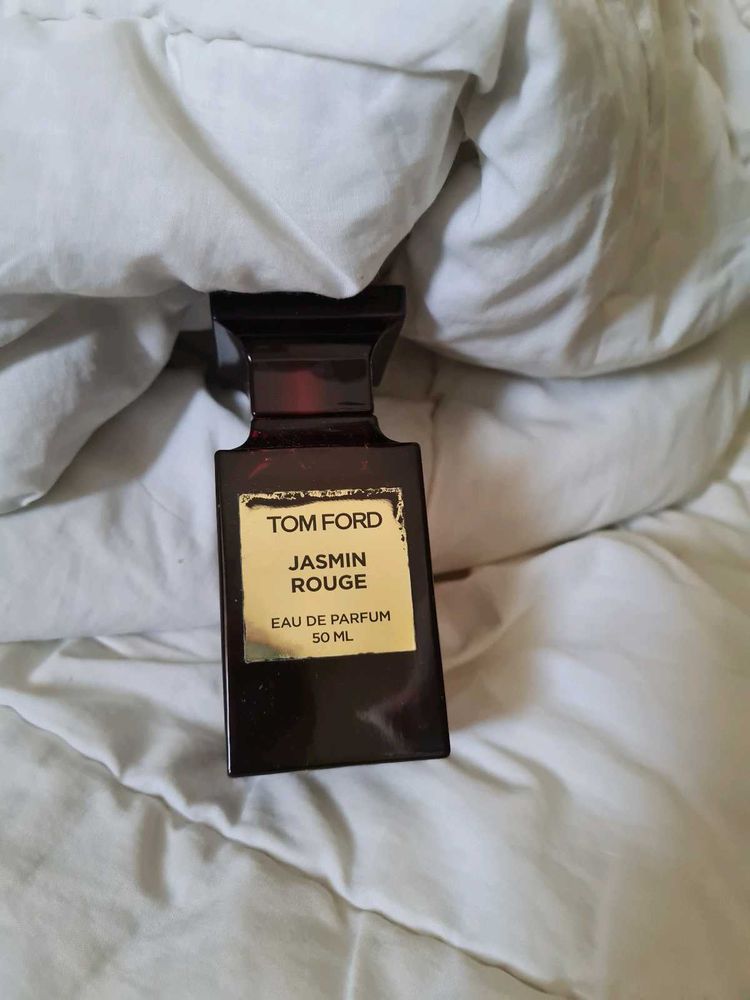 TOM FORD
JASMIN
ROUGE
EAU DE PARFUM
50 ML